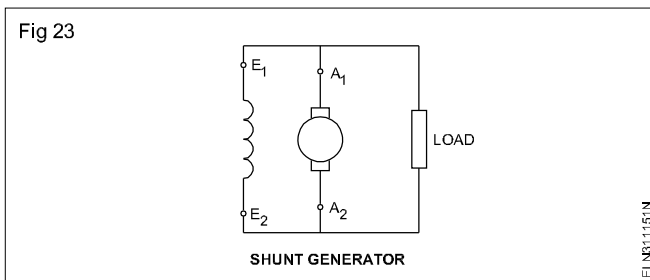 Fig 23
E1
A1
LOAD
E2
A2
SHUNT GENERATOR
ELN311151N